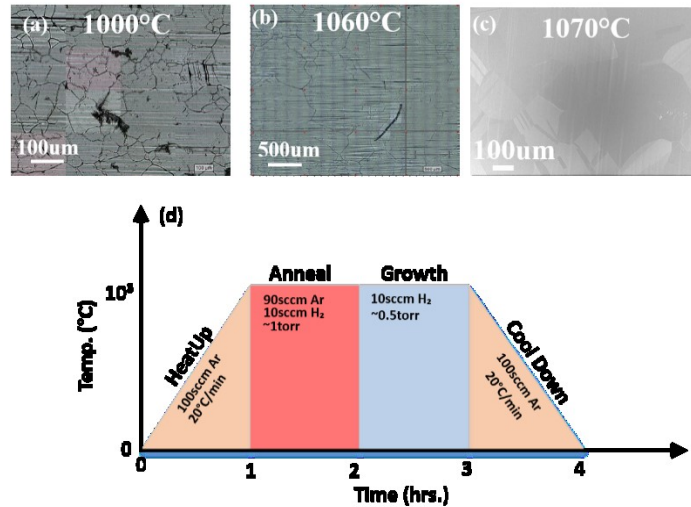 (a) 1000°C
100um
(b) 1060°C
500um
(c) 1070°C
100um
(d)
Temp. (°C)
10³
0
HeatUp
100sccm Ar
20°C/min
Anneal
90sccm Ar
10sccm H₂
~1torr
Growth
10sccm H₂
~0.5torr
Cool Down
100sccm Ar
20°C/min
0 1 2 3 4
Time (hrs.)